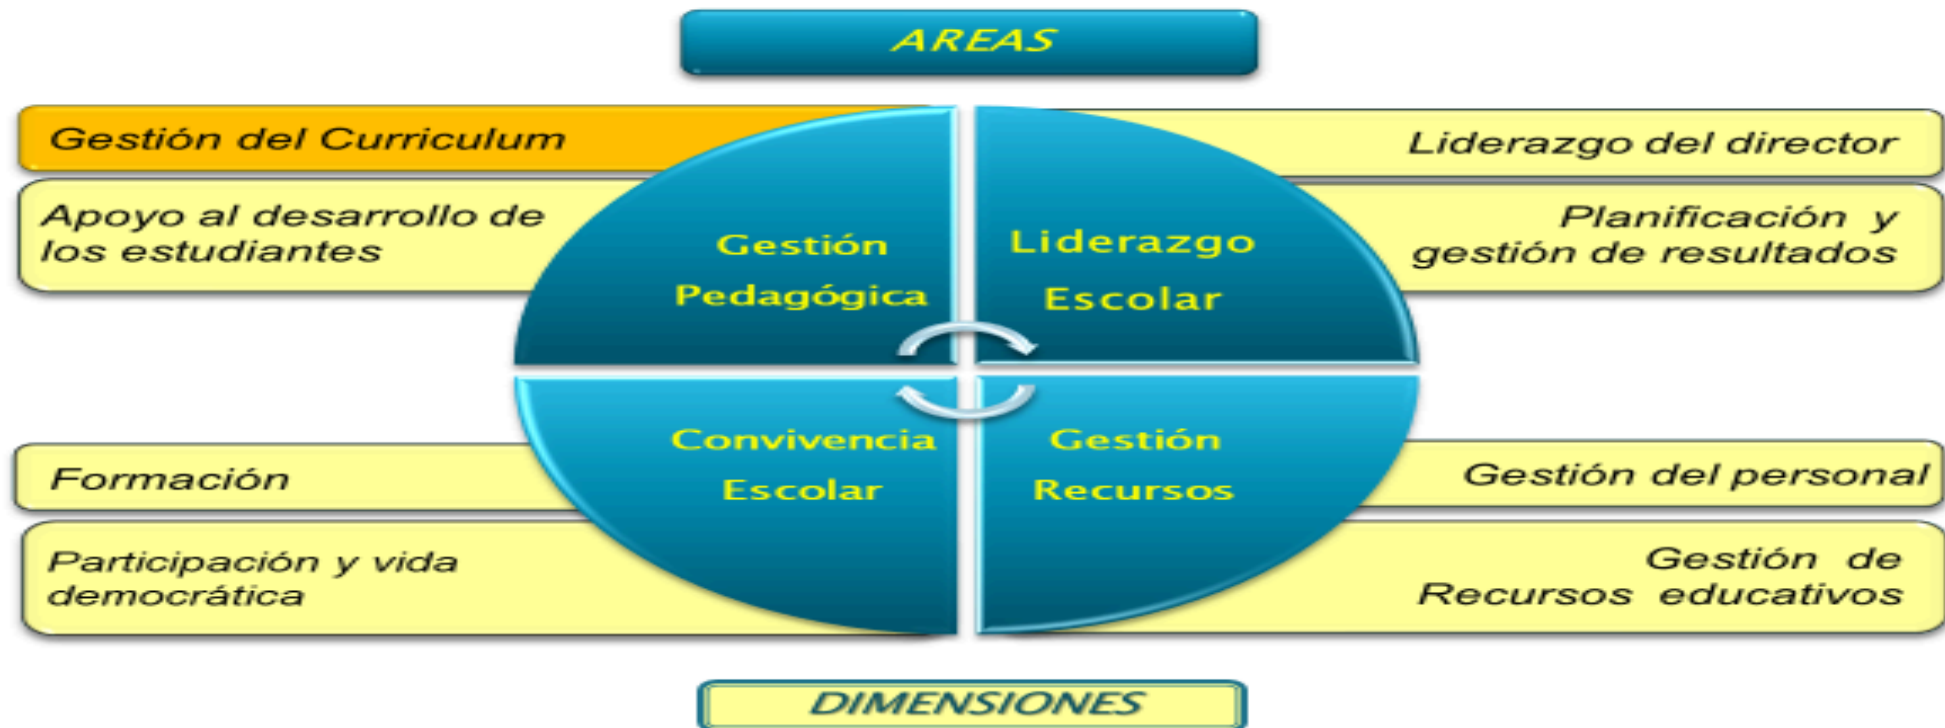 AREAS
Gestión del Curriculum
Apoyo al desarrollo de
los estudiantes
Gestión
Pedagógica
Liderazgo
Escolar
Liderazgo del director
Planificación y
gestión de resultados
Formación
Participación y vida
democrática
Convivencia
Escolar
Gestión
Recursos
Gestión del personal
Gestión de
Recursos educativos
DIMENSIONES